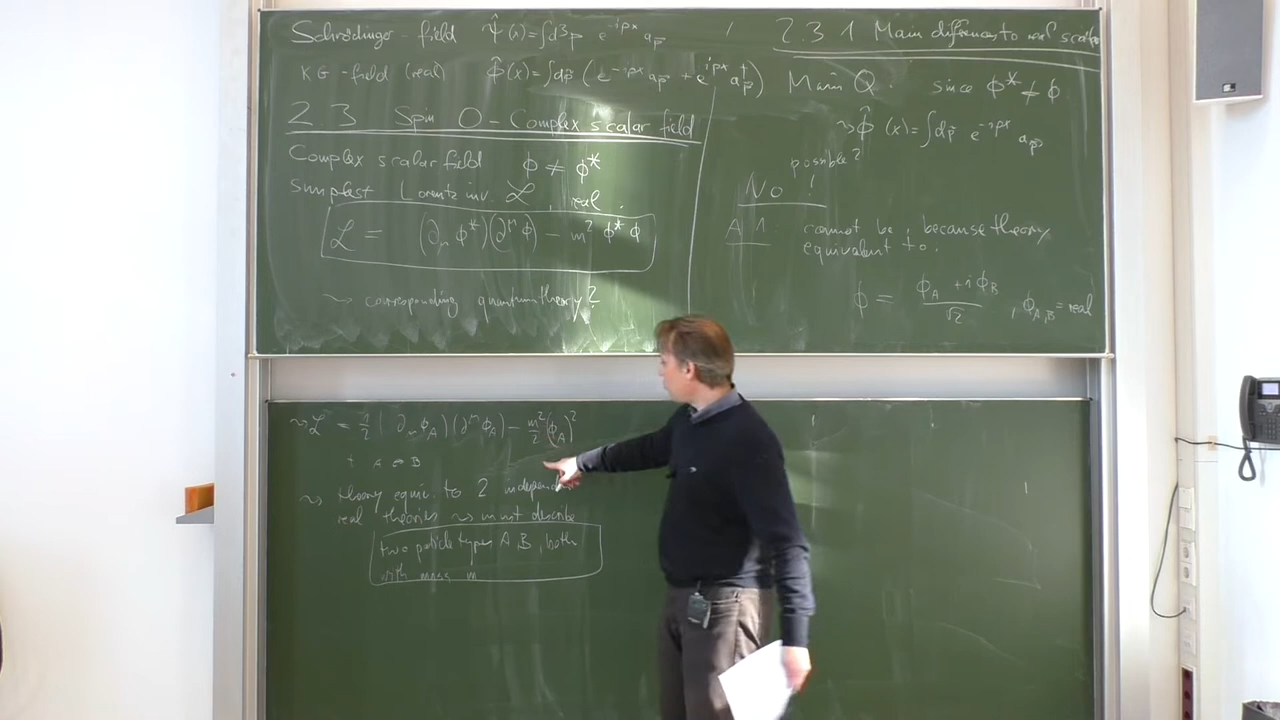 Schrödinger-field ψ̂(x)=∫d³p e^{-ipx} a_p⃗
KG-field (real) φ̂(x)=∫dp̃ (e^{-ipx} a_p⃗ + e^{ipx} a†_p⃗)
2.3 Spin 0-Complex scalar field
Complex scalar field φ ≠ φ*
Simplest Lorentz inv. ℒ, real.
ℒ = (∂_μ φ*)(∂^μ φ) − m² φ* φ
⤳ corresponding quantum theory?
2.3.1 Main difference to real scalar
Main Q. since φ* ≠ φ
⤳ φ̂(x)=∫dp̃ e^{-ipx} a_p⃗
possible?
No!
A1 cannot be, because theory
equivalent to:
φ = (φ_A + iφ_B)/√2, φ_{A,B} = real
⤳ ℒ = ½(∂_μ φ_A)(∂^μ φ_A) − m²/2 (φ_A)²
+ A ↔ B
⤳ theory equiv. to 2
real theories ⤳ must describe
two particle types A, B, both
with mass m